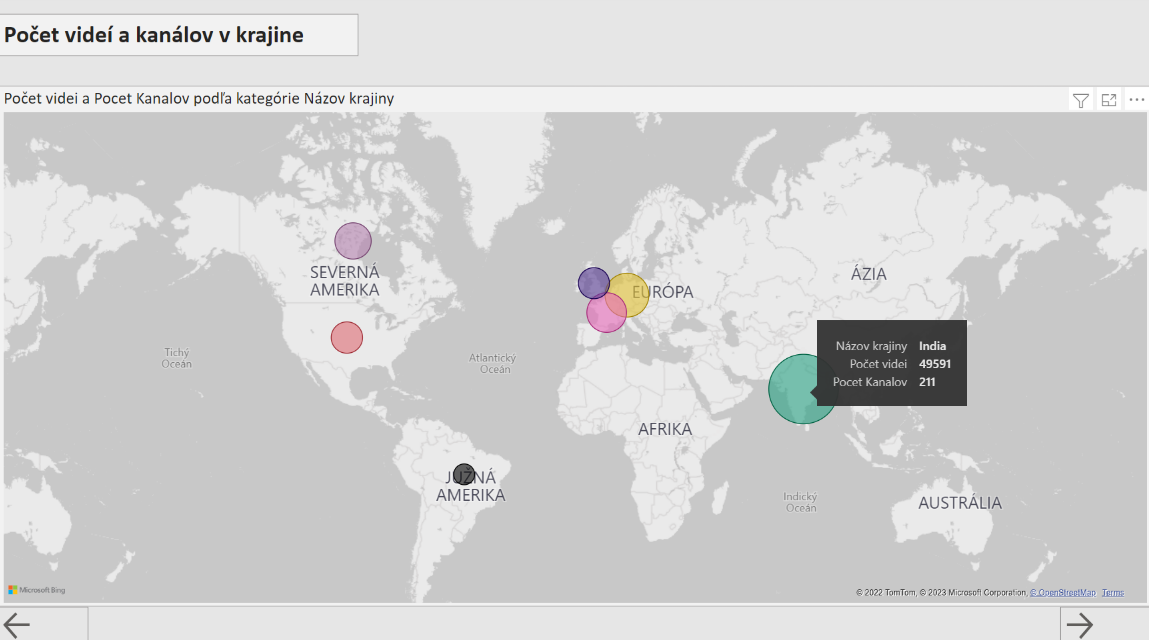 Počet videí a kanálov v krajine
Počet videi a Pocet Kanalov podľa kategórie Názov krajiny
SEVERNÁ
AMERIKA
EURÓPA
ÁZIA
Tichý
Oceán
Atlantický
Oceán
Názov krajiny India
Počet videi 49591
Pocet Kanalov 211
AFRIKA
JUŽNÁ
AMERIKA
Indický
Oceán
AUSTRÁLIA
Microsoft Bing
© 2022 TomTom, © 2023 Microsoft Corporation, © OpenStreetMap Terms